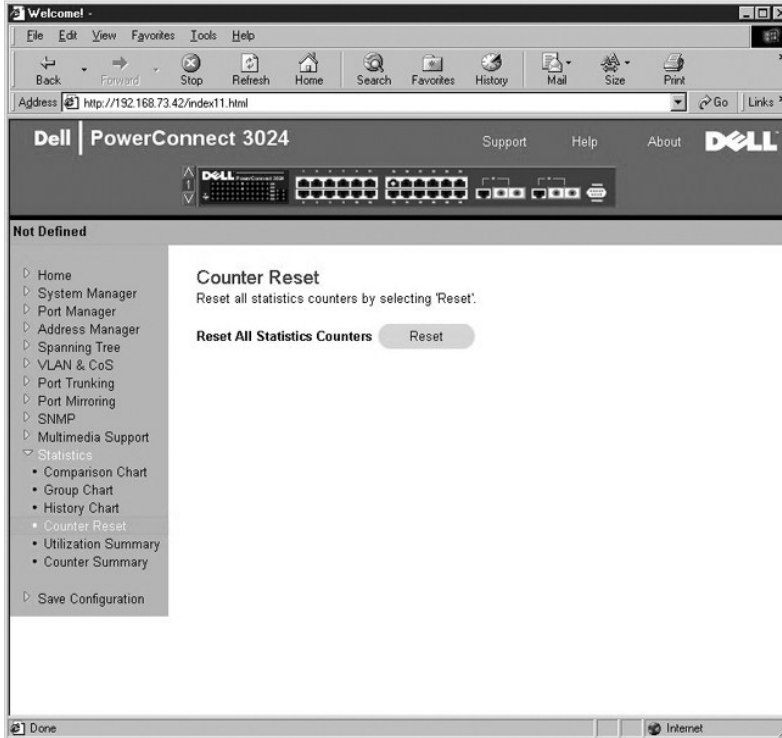 Welcome! -
File Edit View Favorites Tools Help
Back Forward Stop Refresh Home Search Favorites History Mail Size Print
Address http://192.168.73.42/index11.html Go Links
Dell PowerConnect 3024 Support Help About DELL
DELL
1
Not Defined
Home
System Manager
Port Manager
Address Manager
Spanning Tree
VLAN & CoS
Port Trunking
Port Mirroring
SNMP
Multimedia Support
Statistics
• Comparison Chart
• Group Chart
• History Chart
• Counter Reset
• Utilization Summary
• Counter Summary
Save Configuration
Counter Reset
Reset all statistics counters by selecting 'Reset'.
Reset All Statistics Counters Reset
Done Internet